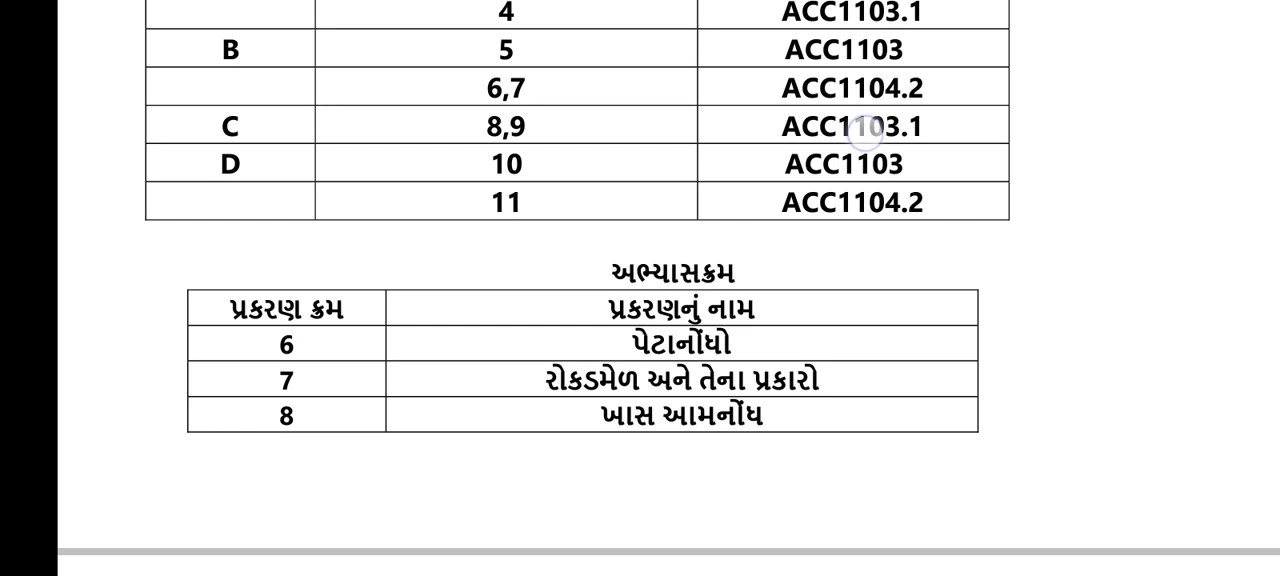 4 ACC1103.1
B 5 ACC1103
6,7 ACC1104.2
C 8,9 ACC1103.1
D 10 ACC1103
11 ACC1104.2
અભ્યાસક્રમ
પ્રકરણ ક્રમ પ્રકરણનું નામ
6 પેટાનોંધો
7 રોકડમેળ અને તેના પ્રકારો
8 ખાસ આમનોંધ